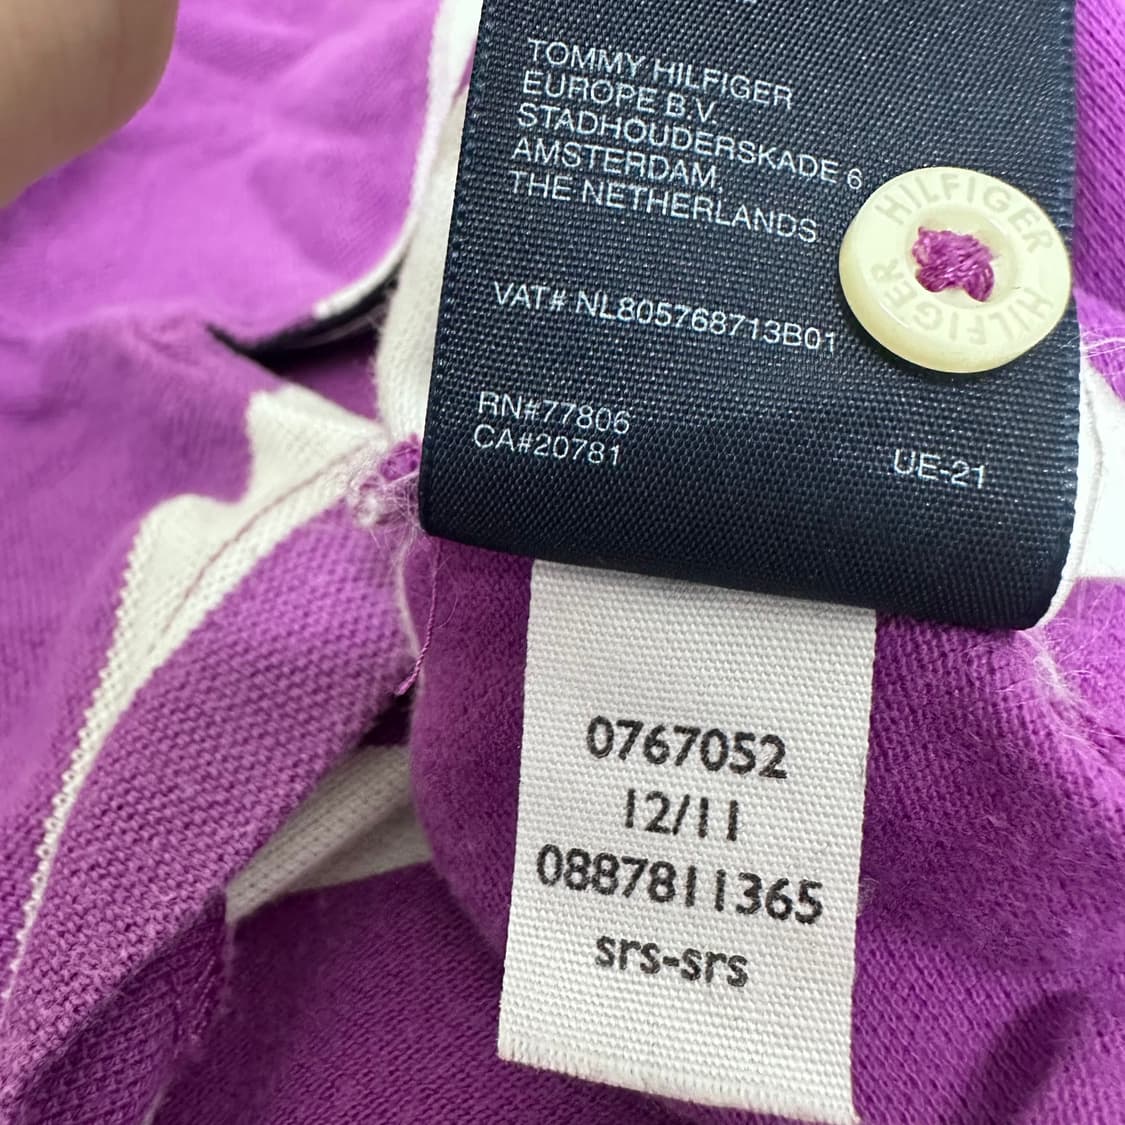 TOMMY HILFIGER
EUROPE B.V.
STADHOUDERSKADE 6
AMSTERDAM,
THE NETHERLANDS
VAT# NL805768713B01
RN#77806
CA#20781
UE-21
HILFIGER
HILFIGER
0767052
12/11
0887811365
srs-srs